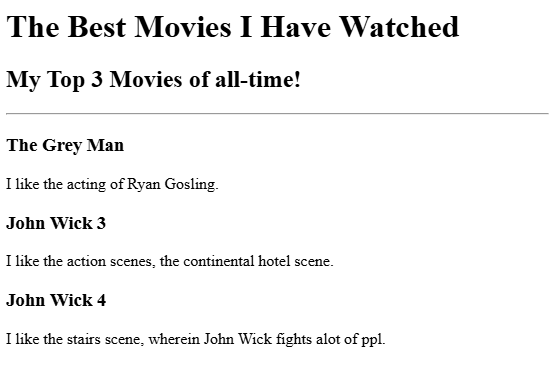 The Best Movies I Have Watched
My Top 3 Movies of all-time!
The Grey Man
I like the acting of Ryan Gosling.
John Wick 3
I like the action scenes, the continental hotel scene.
John Wick 4
I like the stairs scene, wherein John Wick fights alot of ppl.